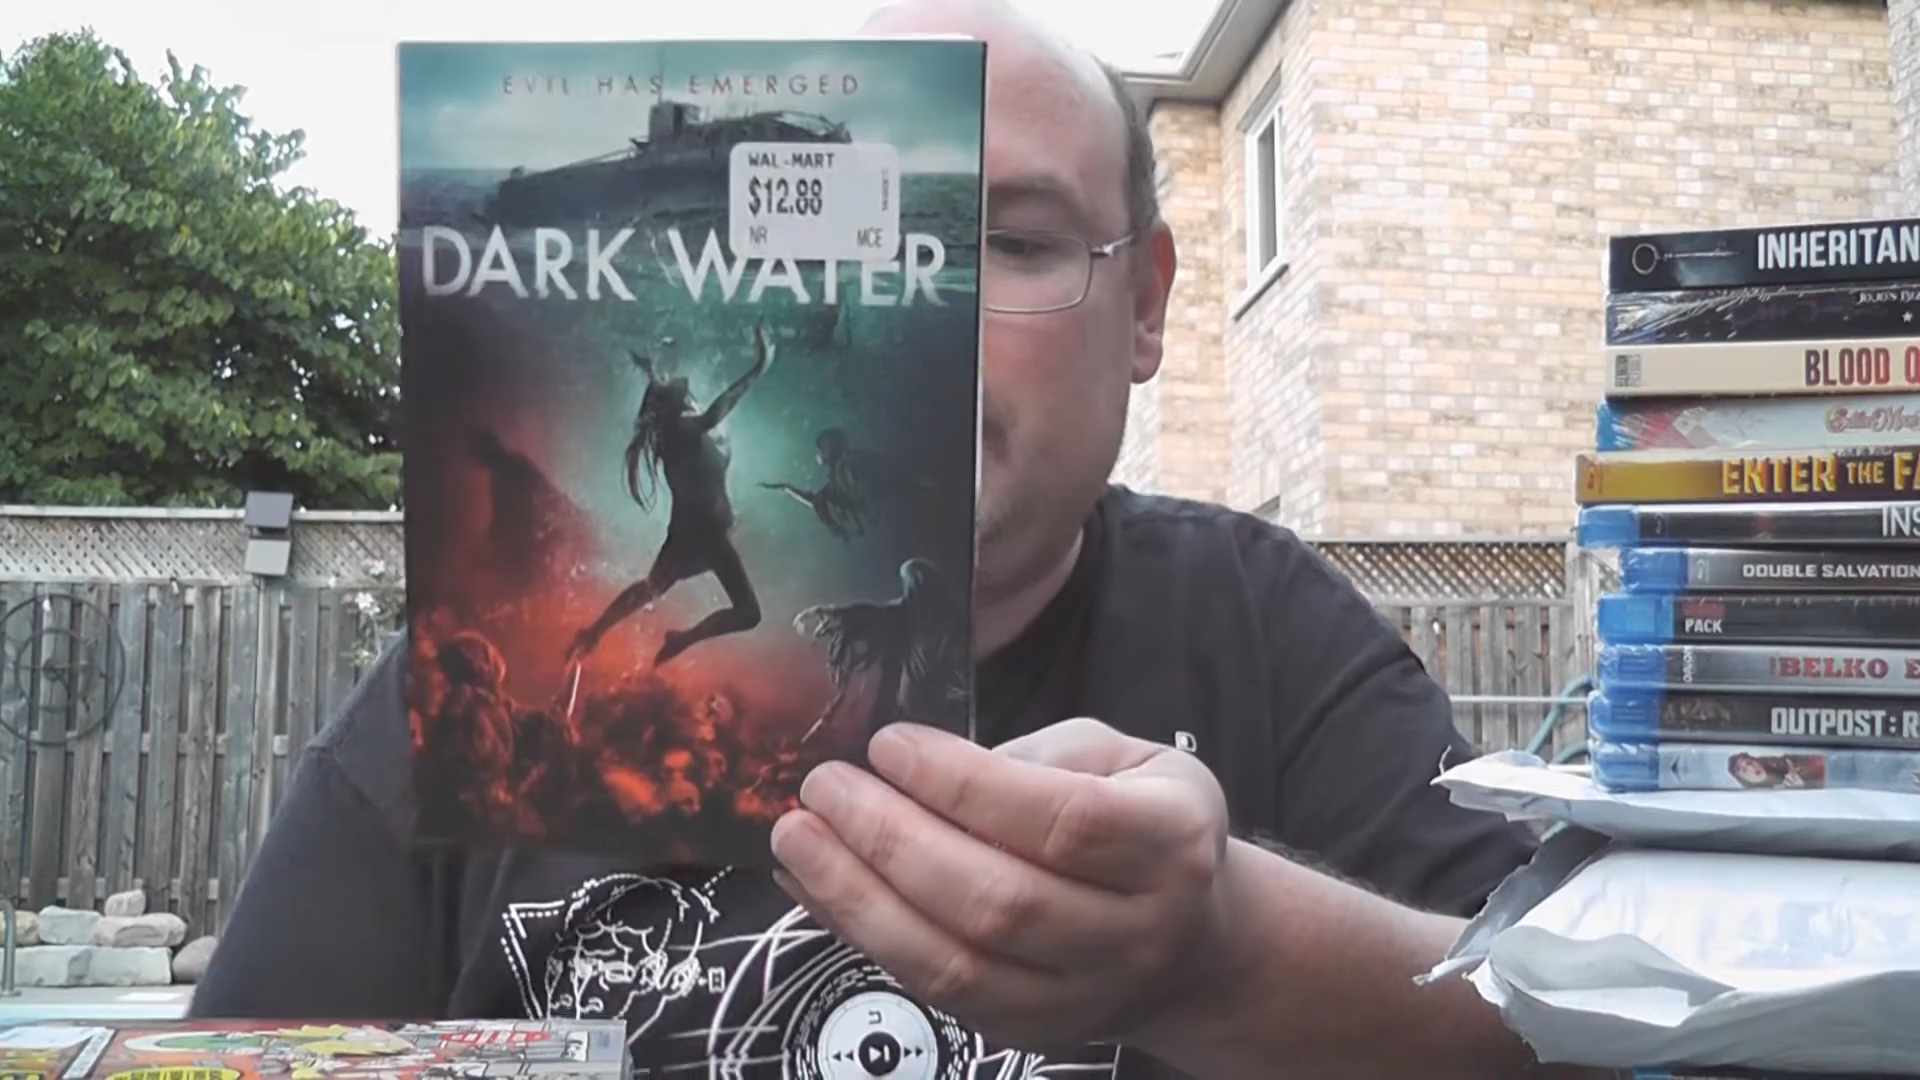 EVIL HAS EMERGED
WAL-MART
$12.88
NR MCE
DARK WATER
INHERITAN
BLOOD Q
ENTER THE FA
INS
DOUBLE SALVATION
PACK
BELKO E
OUTPOST: R